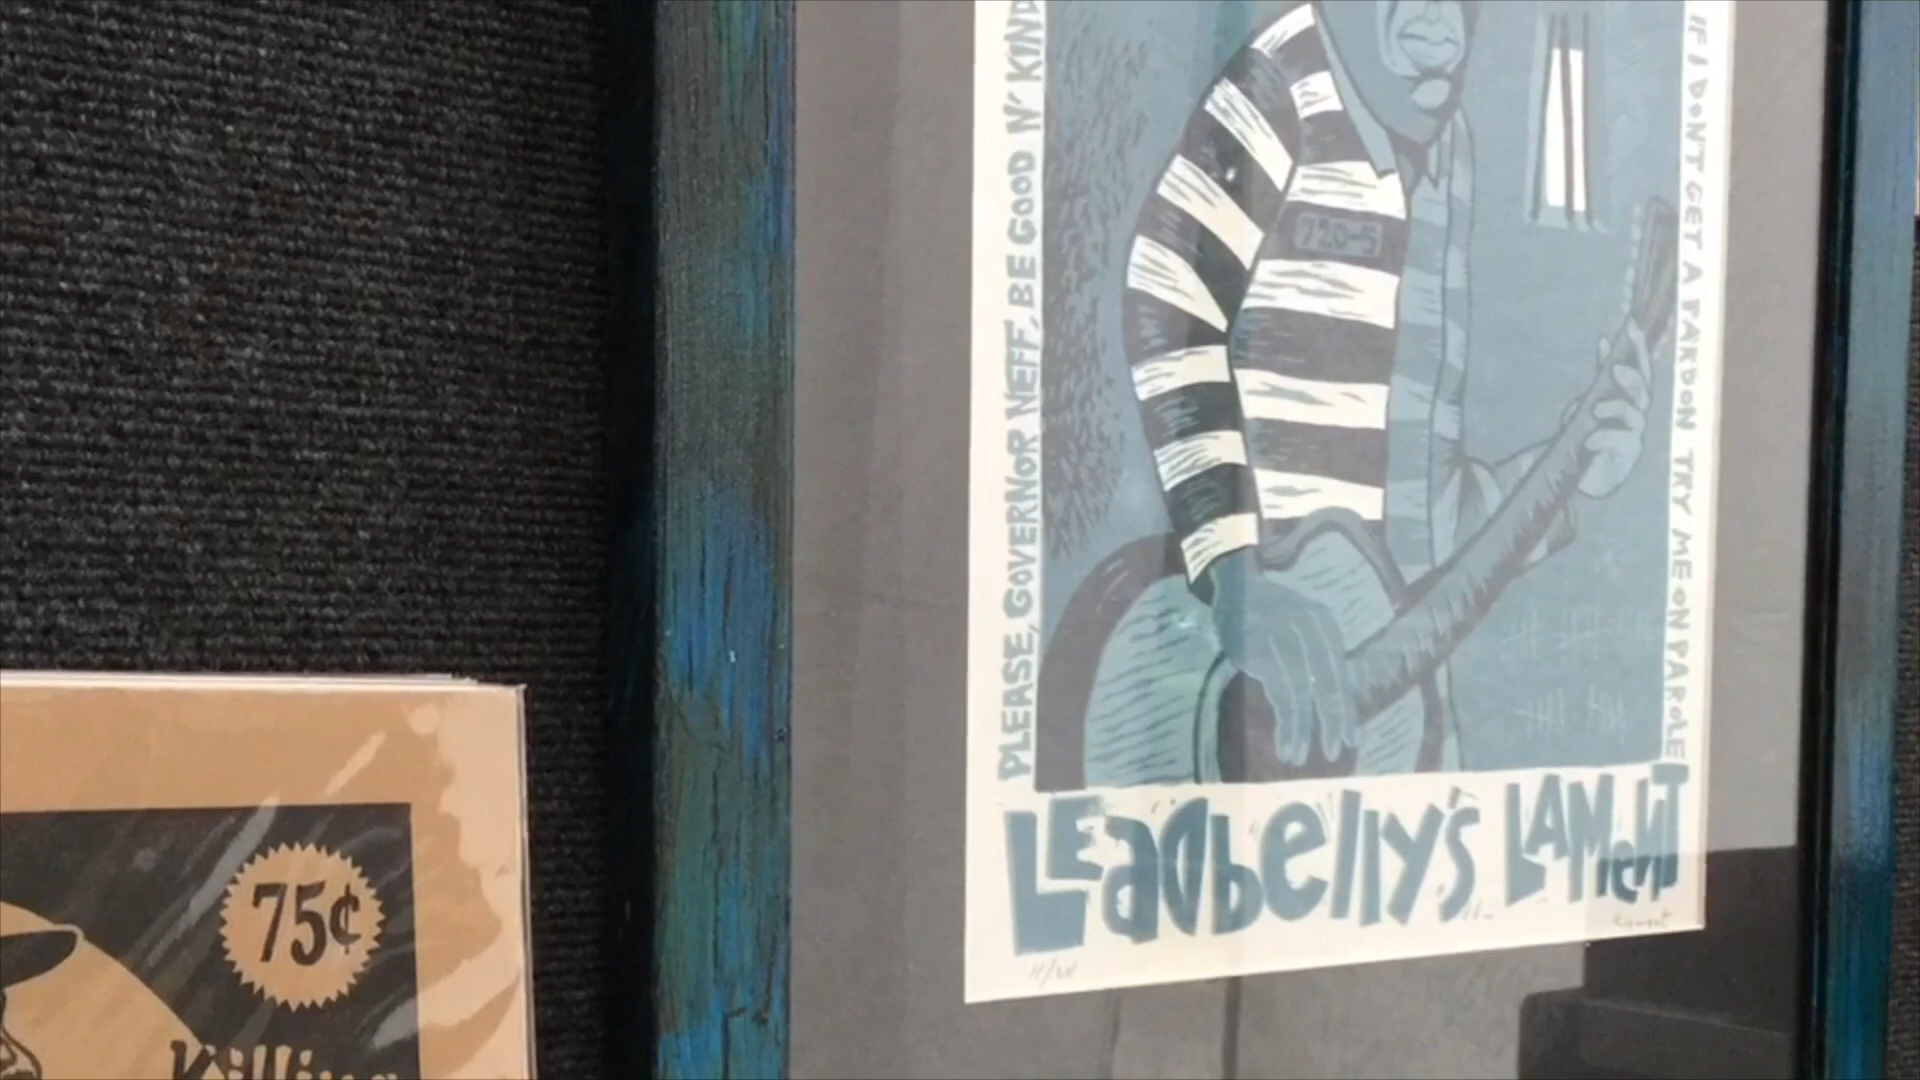 PLEASE, GOVERNOR NEFF, BE GOOD N' KIND
IF I DON'T GET A PARDON TRY ME ON PAROLE
720-5
LEADBELLY'S LAMENT
75¢
Killing